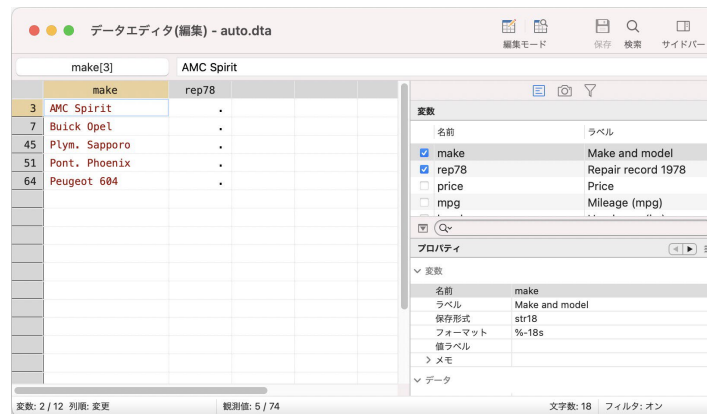 データエディタ(編集) - auto.dta
編集モード
保存 検索 サイドバー
make[3] AMC Spirit
make rep78
3 AMC Spirit .
7 Buick Opel .
45 Plym. Sapporo .
51 Pont. Phoenix .
64 Peugeot 604 .
変数
名前 ラベル
make Make and model
rep78 Repair record 1978
price Price
mpg Mileage (mpg)
プロパティ
変数
名前 make
ラベル Make and model
保存形式 str18
フォーマット %-18s
値ラベル
メモ
データ
変数: 2 / 12 列順: 変更 観測値: 5 / 74 文字数: 18 フィルタ: オン